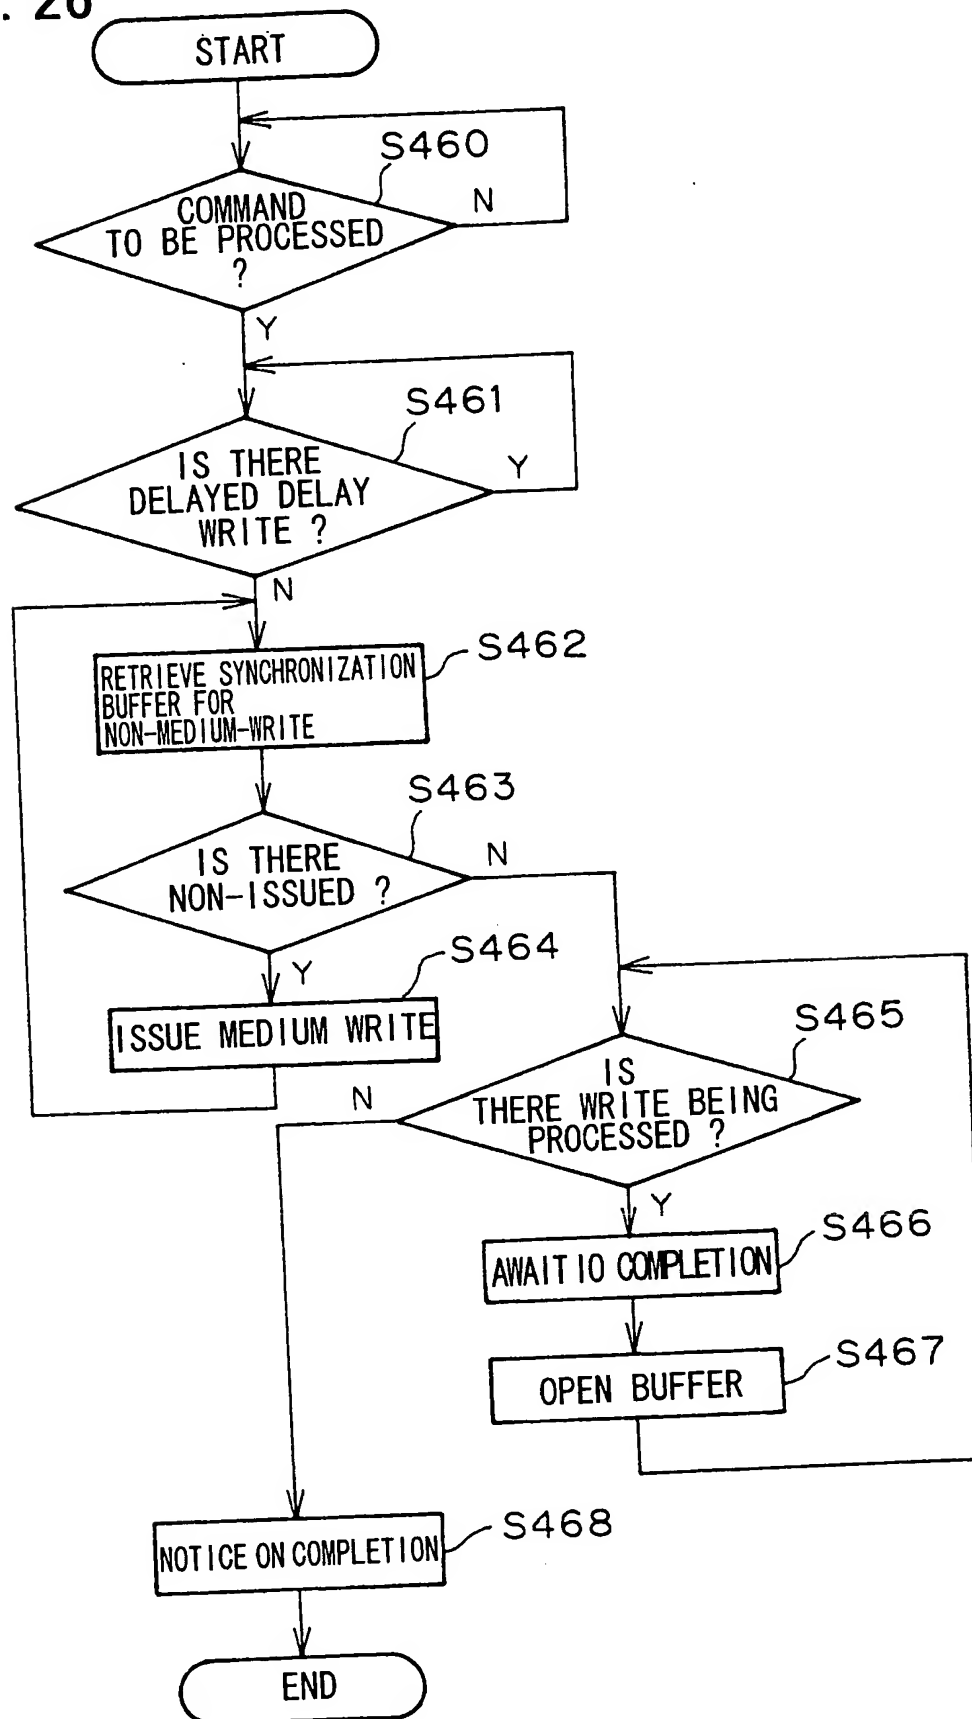 . 26
START
S460
COMMAND
TO BE PROCESSED
?
N
Y
S461
IS THERE
DELAYED DELAY
WRITE ?
Y
N
S462
RETRIEVE SYNCHRONIZATION
BUFFER FOR
NON-MEDIUM-WRITE
S463
IS THERE
NON-ISSUED ?
N
Y
S464
ISSUE MEDIUM WRITE
S465
IS
THERE WRITE BEING
PROCESSED ?
N
Y
S466
AWAIT IO COMPLETION
S467
OPEN BUFFER
S468
NOTICE ON COMPLETION
END